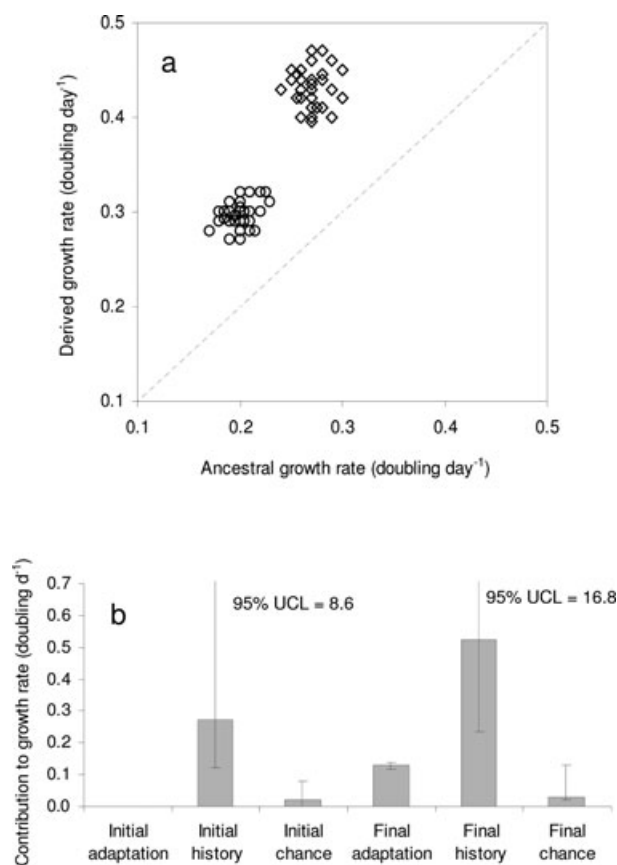 a
0.5
0.4
0.3
0.2
0.1
Derived growth rate (doubling day⁻¹)
0.1 0.2 0.3 0.4 0.5
Ancestral growth rate (doubling day⁻¹)
b
0.7
0.6
0.5
0.4
0.3
0.2
0.1
0.0
Contribution to growth rate (doubling d⁻¹)
95% UCL = 8.6
95% UCL = 16.8
Initial Initial Initial Final Final Final
adaptation history chance adaptation history chance